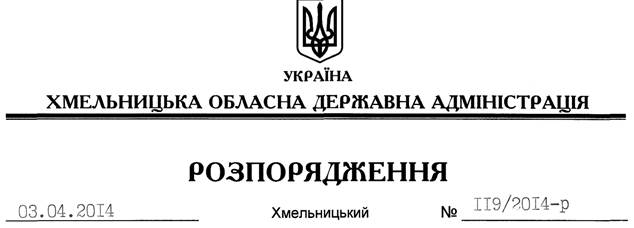 УКРАЇНА
ХМЕЛЬНИЦЬКА ОБЛАСНА ДЕРЖАВНА АДМІНІСТРАЦІЯ
РОЗПОРЯДЖЕННЯ
03.04.2014 Хмельницький № 119/2014-р